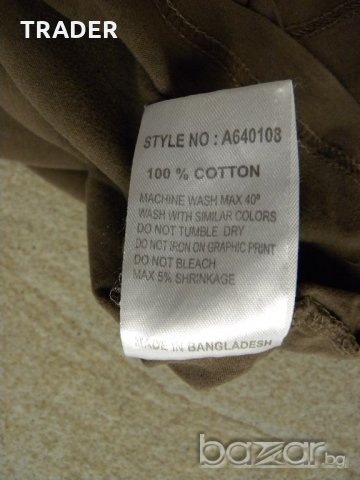 TRADER
STYLE NO : A640108
100 % COTTON
MACHINE WASH MAX 40°
WASH WITH SIMILAR COLORS
DO NOT TUMBLE DRY
DO NOT IRON ON GRAPHIC PRINT
DO NOT BLEACH
MAX 5% SHRINKAGE
MADE IN BANGLADESH
bazar.bg